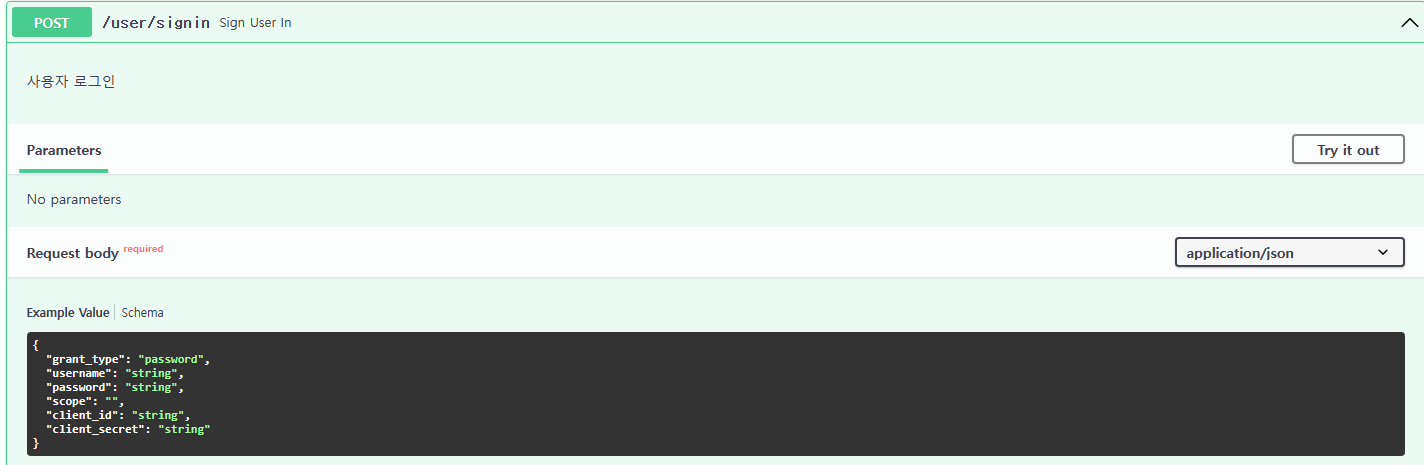 POST /user/signin Sign User In
사용자 로그인
Parameters Try it out
No parameters
Request body required application/json
Example Value Schema
{
"grant_type": "password",
"username": "string",
"password": "string",
"scope": "",
"client_id": "string",
"client_secret": "string"
}